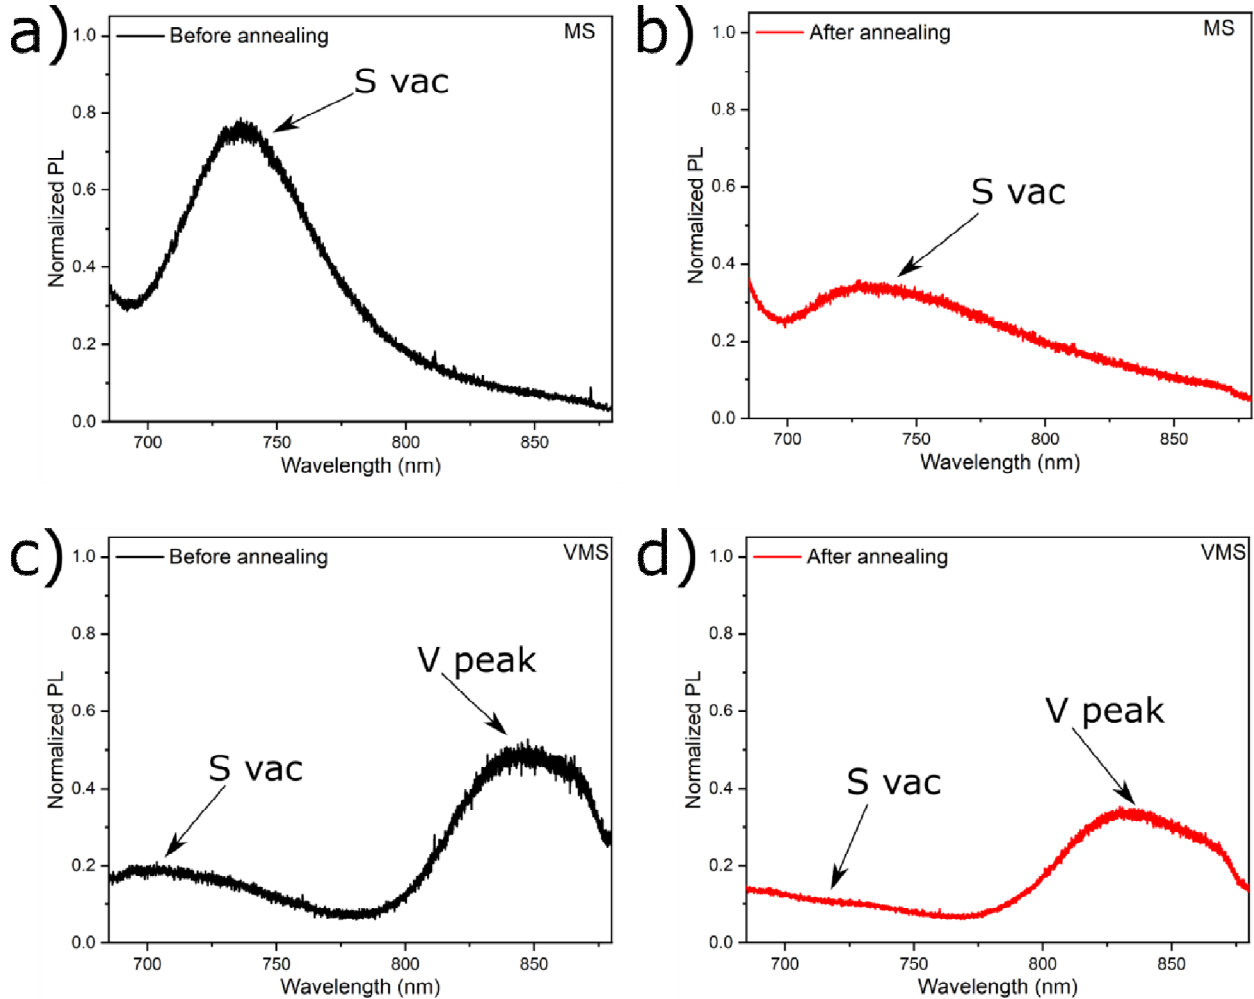 a)
Before annealing
MS
S vac
1.0
0.8
0.6
0.4
0.2
0.0
Normalized PL
700
750
800
850
Wavelength (nm)
b)
After annealing
MS
S vac
1.0
0.8
0.6
0.4
0.2
0.0
Normalized PL
700
750
800
850
Wavelength (nm)
c)
Before annealing
VMS
V peak
S vac
1.0
0.8
0.6
0.4
0.2
0.0
Normalized PL
700
750
800
850
Wavelength (nm)
d)
After annealing
VMS
V peak
S vac
1.0
0.8
0.6
0.4
0.2
0.0
Normalized PL
700
750
800
850
Wavelength (nm)